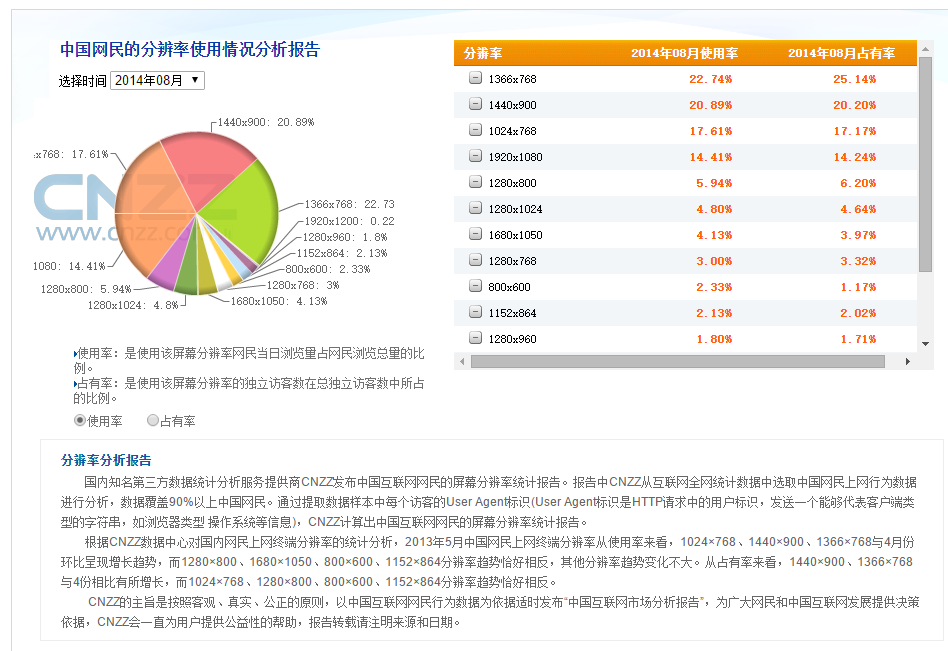 中国网民的分辨率使用情况分析报告
选择时间 2014年08月
1440x900: 20.89%
x768: 17.61%
CNZZ
www.cnzz.c
1366x768: 22.73
1920x1200: 0.22
1280x960: 1.8%
1152x864: 2.13%
800x600: 2.33%
1280x768: 3%
1680x1050: 4.13%
1080: 14.41%
1280x800: 5.94%
1280x1024: 4.8%
使用率：是使用该屏幕分辨率网民当日浏览量占网民浏览总量的比
例。
占有率：是使用该屏幕分辨率的独立访客数在总独立访客数中所占
的比例。
使用率 占有率
分辨率 2014年08月使用率 2014年08月占有率
1366x768 22.74% 25.14%
1440x900 20.89% 20.20%
1024x768 17.61% 17.17%
1920x1080 14.41% 14.24%
1280x800 5.94% 6.20%
1280x1024 4.80% 4.64%
1680x1050 4.13% 3.97%
1280x768 3.00% 3.32%
800x600 2.33% 1.17%
1152x864 2.13% 2.02%
1280x960 1.80% 1.71%
分辨率分析报告
国内知名第三方数据统计分析服务提供商CNZZ发布中国互联网网民的屏幕分辨率统计报告。报告中CNZZ从互联网全网统计数据中选取中国网民上网行为数据
进行分析，数据覆盖90%以上中国网民。通过提取数据样本中每个访客的User Agent标识(User Agent标识是HTTP请求中的用户标识，发送一个能够代表客户端类
型的字符串，如浏览器类型 操作系统等信息)，CNZZ计算出中国互联网网民的屏幕分辨率统计报告。
根据CNZZ数据中心对国内网民上网终端分辨率的统计分析，2013年5月中国网民上网终端分辨率从使用率来看，1024×768、1440×900、1366×768与4月份
环比呈现增长趋势，而1280×800、1680×1050、800×600、1152×864分辨率趋势恰好相反，其他分辨率趋势变化不大。从占有率来看，1440×900、1366×768
与4份相比有所增长，而1024×768、1280×800、800×600、1152×864分辨率趋势恰好相反。
CNZZ的主旨是按照客观、真实、公正的原则，以中国互联网网民行为数据为依据适时发布“中国互联网市场分析报告”，为广大网民和中国互联网发展提供决策
依据，CNZZ会一直为用户提供公益性的帮助，报告转载请注明来源和日期。